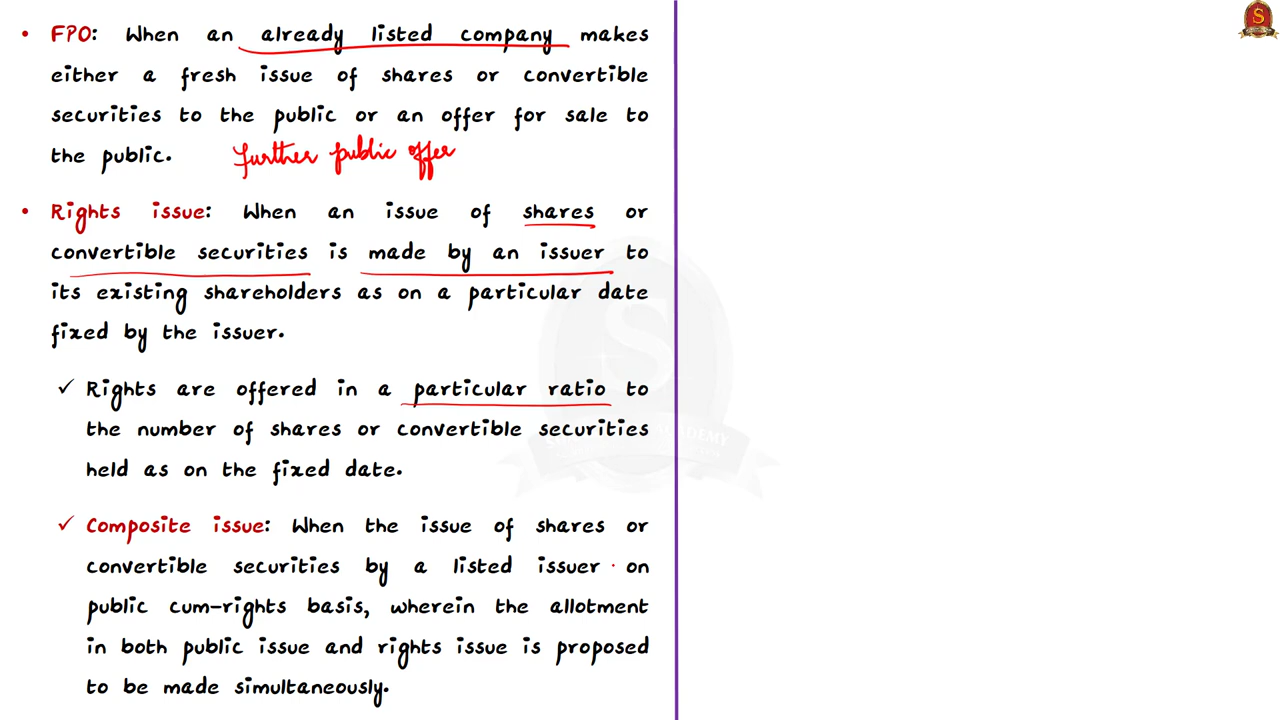 • FPO: When an already listed company makes
either a fresh issue of shares or convertible
securities to the public or an offer for sale to
the public. further public offer
• Rights issue: When an issue of shares or
convertible securities is made by an issuer to
its existing shareholders as on a particular date
fixed by the issuer.
✓ Rights are offered in a particular ratio to
the number of shares or convertible securities
held as on the fixed date.
✓ Composite issue: When the issue of shares or
convertible securities by a listed issuer on
public cum-rights basis, wherein the allotment
in both public issue and rights issue is proposed
to be made simultaneously.